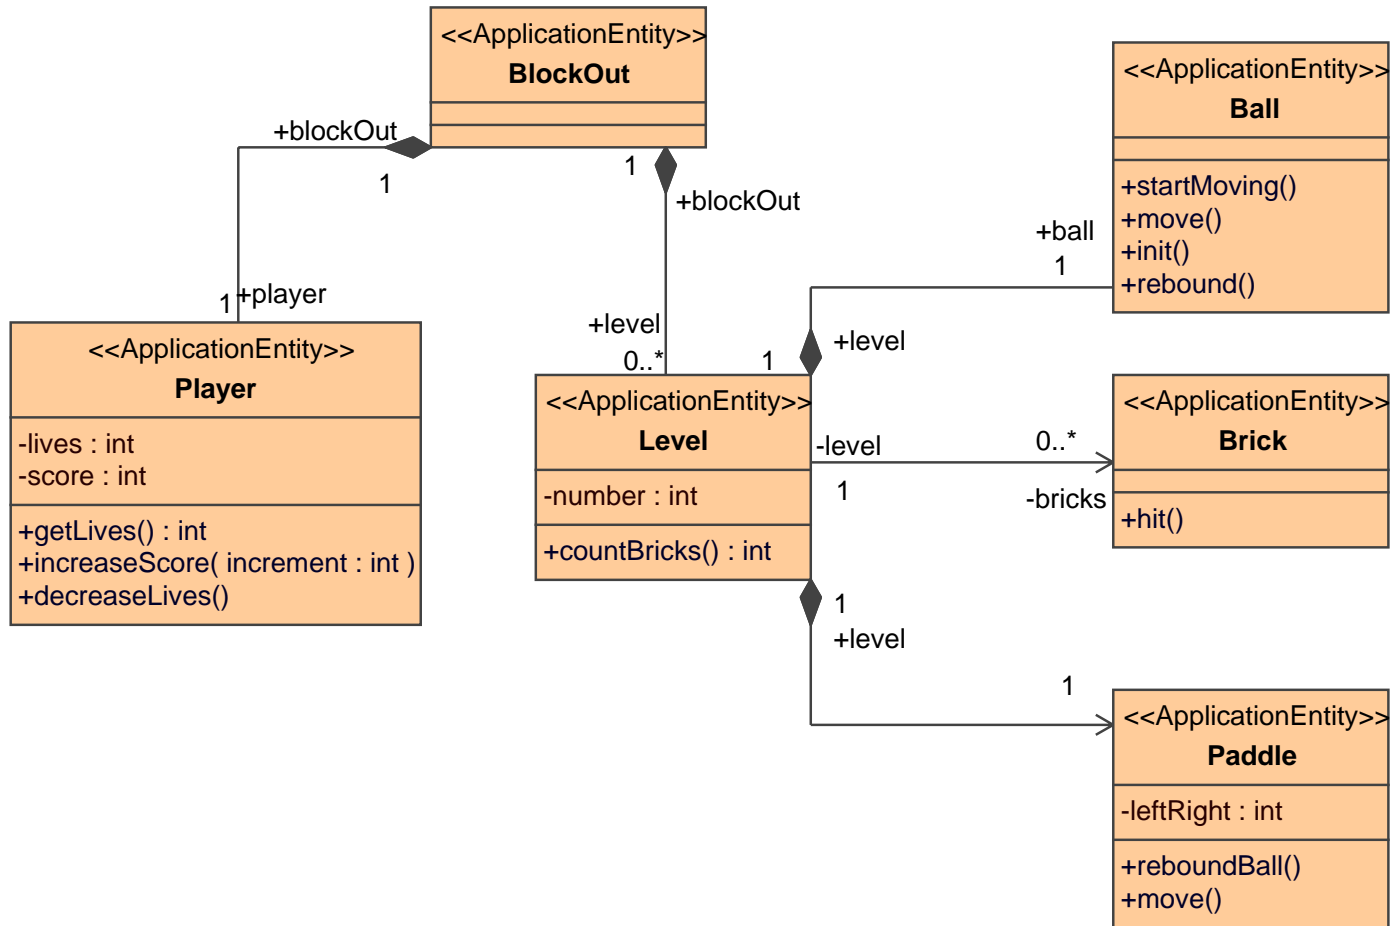 <<ApplicationEntity>>
BlockOut
+blockOut
1
1
+blockOut
1
+player
<<ApplicationEntity>>
Player
-lives : int
-score : int
+getLives() : int
+increaseScore( increment : int )
+decreaseLives()
+level
0..*
<<ApplicationEntity>>
Level
-number : int
+countBricks() : int
1
+level
+ball
1
<<ApplicationEntity>>
Ball
+startMoving()
+move()
+init()
+rebound()
-level
1
0..*
-bricks
<<ApplicationEntity>>
Brick
+hit()
1
+level
1
<<ApplicationEntity>>
Paddle
-leftRight : int
+reboundBall()
+move()